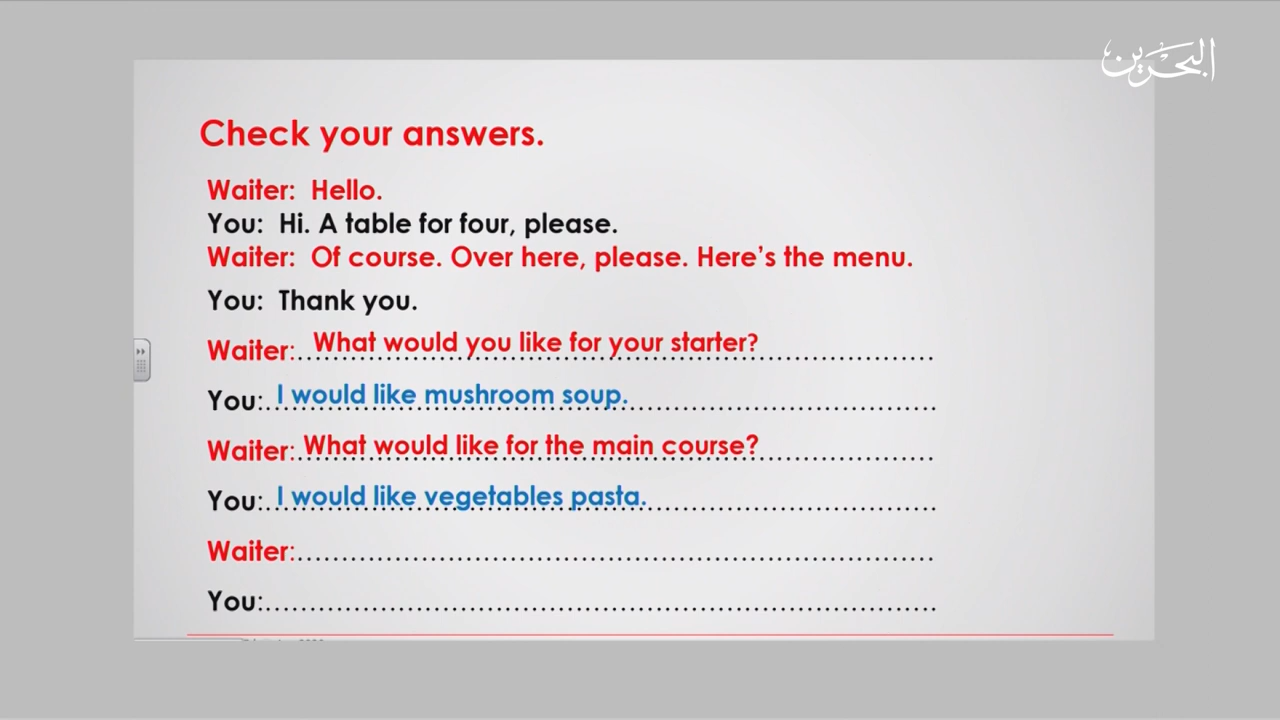 البحرين
Check your answers.
Waiter: Hello.
You: Hi. A table for four, please.
Waiter: Of course. Over here, please. Here's the menu.
You: Thank you.
Waiter:.. What would you like for your starter?
You:. I would like mushroom soup.
Waiter:. What would like for the main course?
You:. I would like vegetables pasta.
Waiter:..............................................................
You:..................................................................